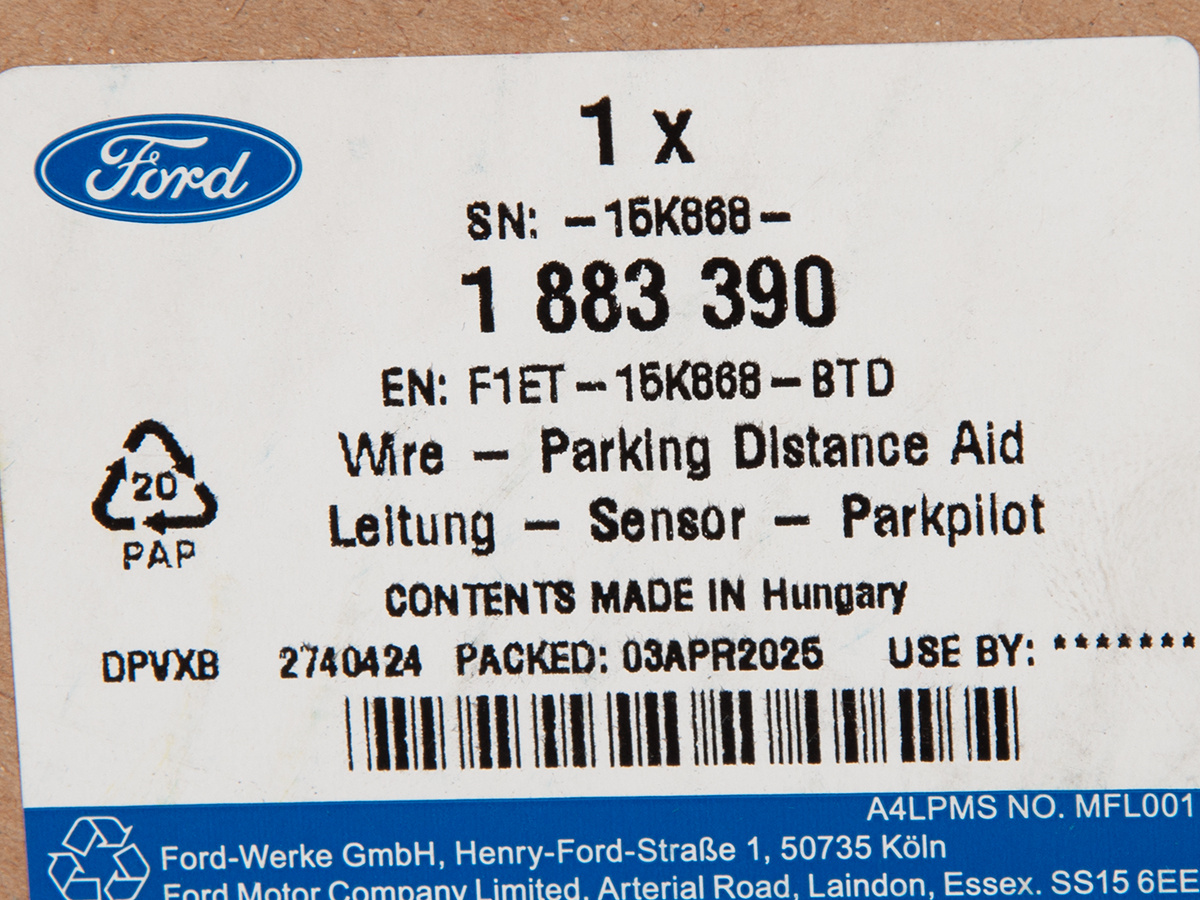 Ford
1 x
SN: -15K868-
1 883 390
EN: F1ET-15K868-BTD
Wire - Parking Distance Aid
Leitung - Sensor - Parkpilot
20
PAP
CONTENTS MADE IN Hungary
DPVXB 2740424 PACKED: 03APR2025 USE BY: *******
A4LPMS NO. MFL001
Ford-Werke GmbH, Henry-Ford-Straße 1, 50735 Köln
Ford Motor Company Limited, Arterial Road, Laindon, Essex. SS15 6EE